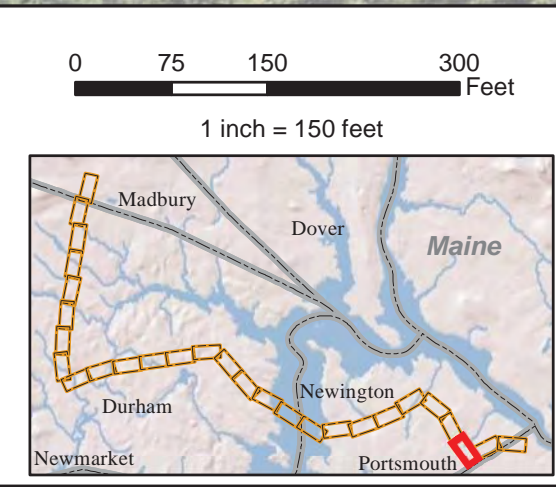 0 75 150 300
Feet
1 inch = 150 feet
Madbury
Dover
Maine
Newington
Durham
Newmarket
Portsmouth